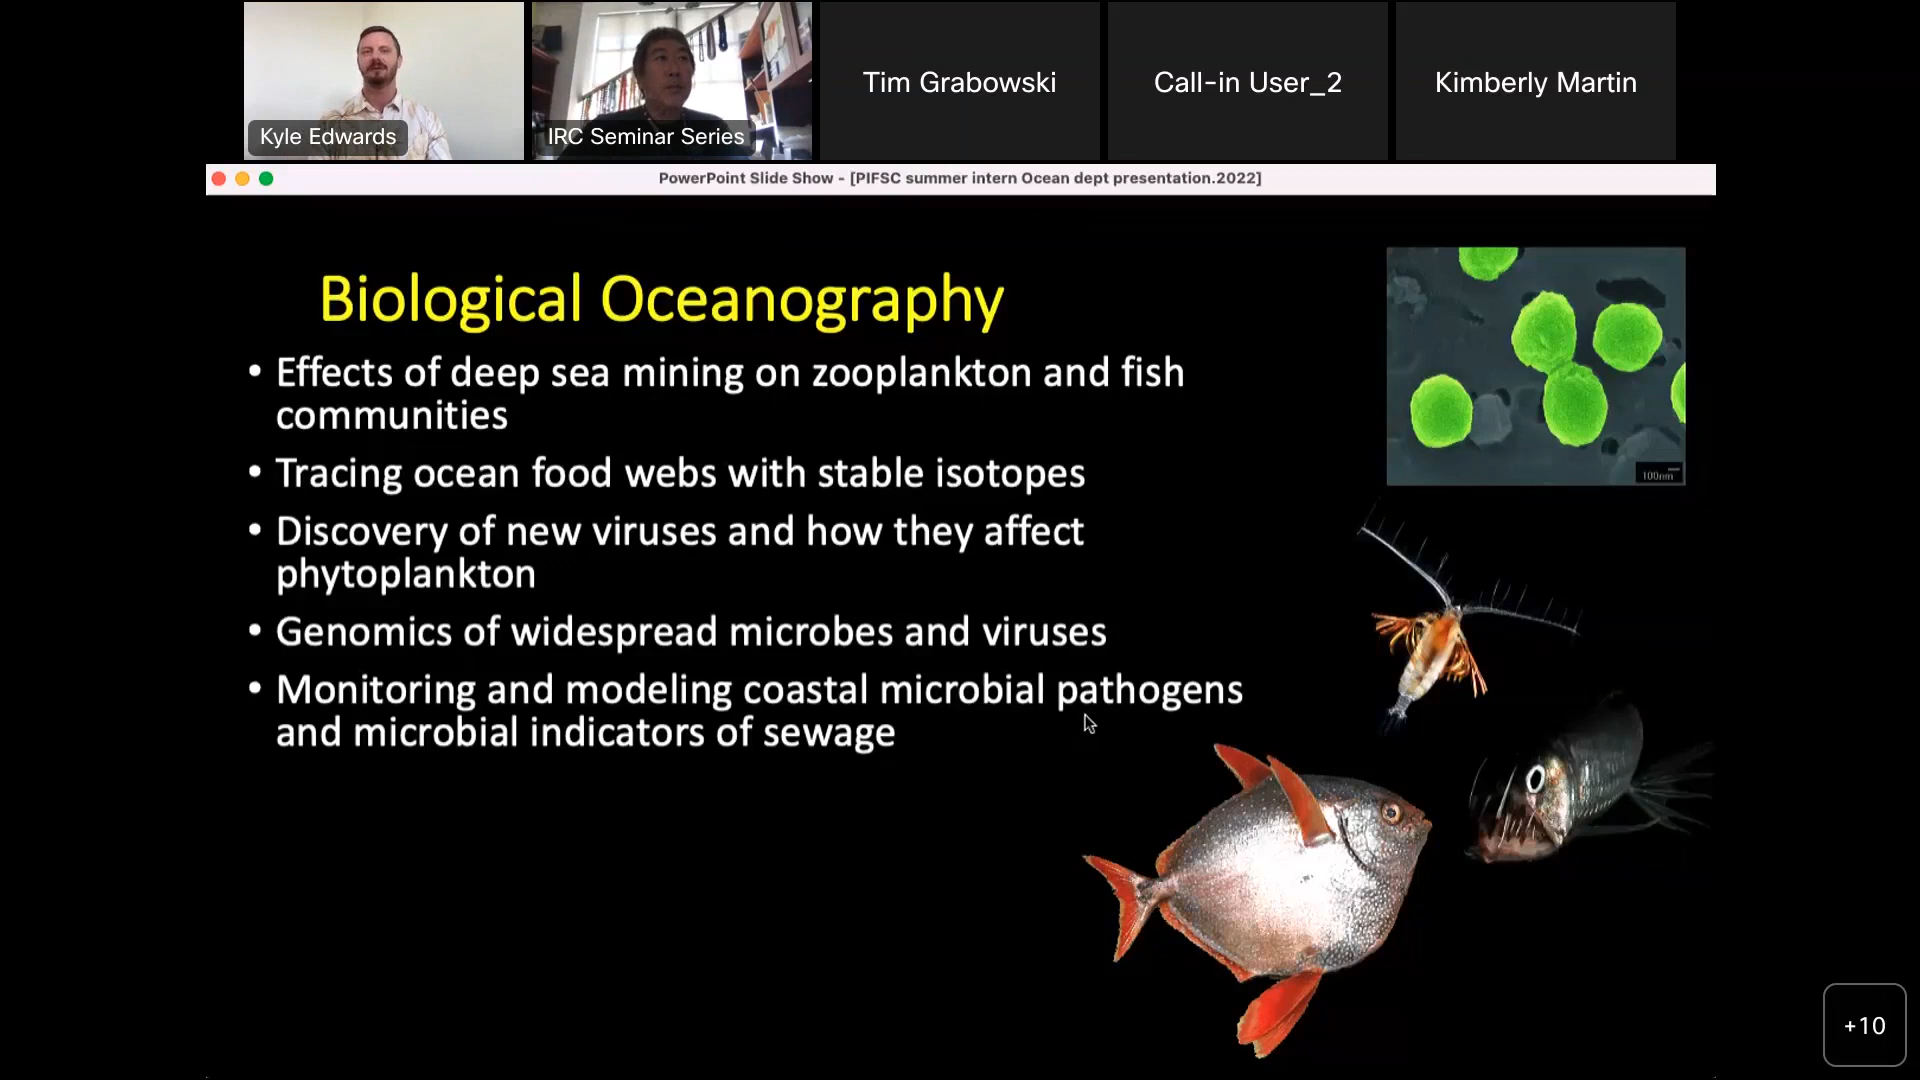 Kyle Edwards
IRC Seminar Series
Tim Grabowski
Call-in User_2
Kimberly Martin
PowerPoint Slide Show - [PIFSC summer intern Ocean dept presentation.2022]
Biological Oceanography
• Effects of deep sea mining on zooplankton and fish
communities
• Tracing ocean food webs with stable isotopes
• Discovery of new viruses and how they affect
phytoplankton
• Genomics of widespread microbes and viruses
• Monitoring and modeling coastal microbial pathogens
and microbial indicators of sewage
100nm
+10